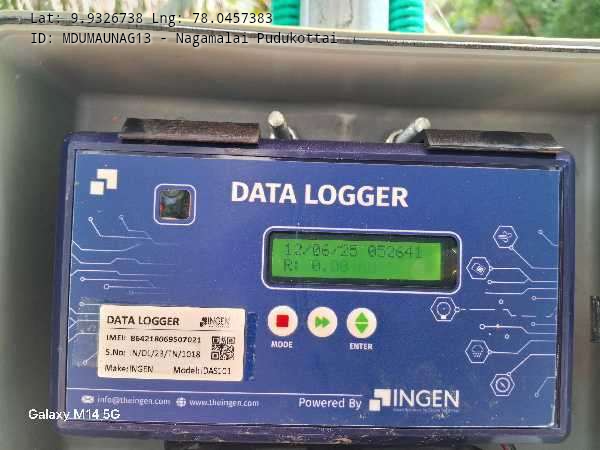 Lat: 9.9326738 Lng: 78.0457383
ID: MDUMAUNAG13 - Nagamalai Pudukottai
DATA LOGGER
12/06/25 052641
R: 0.00
DATA LOGGER INGEN
IMEI: 864218069507021
S.No: IN/DL/23/TN/1018
Make: INGEN Model: DAS101
MODE
ENTER
info@theingen.com www.theingen.com
Powered By INGEN
Galaxy M14 5G